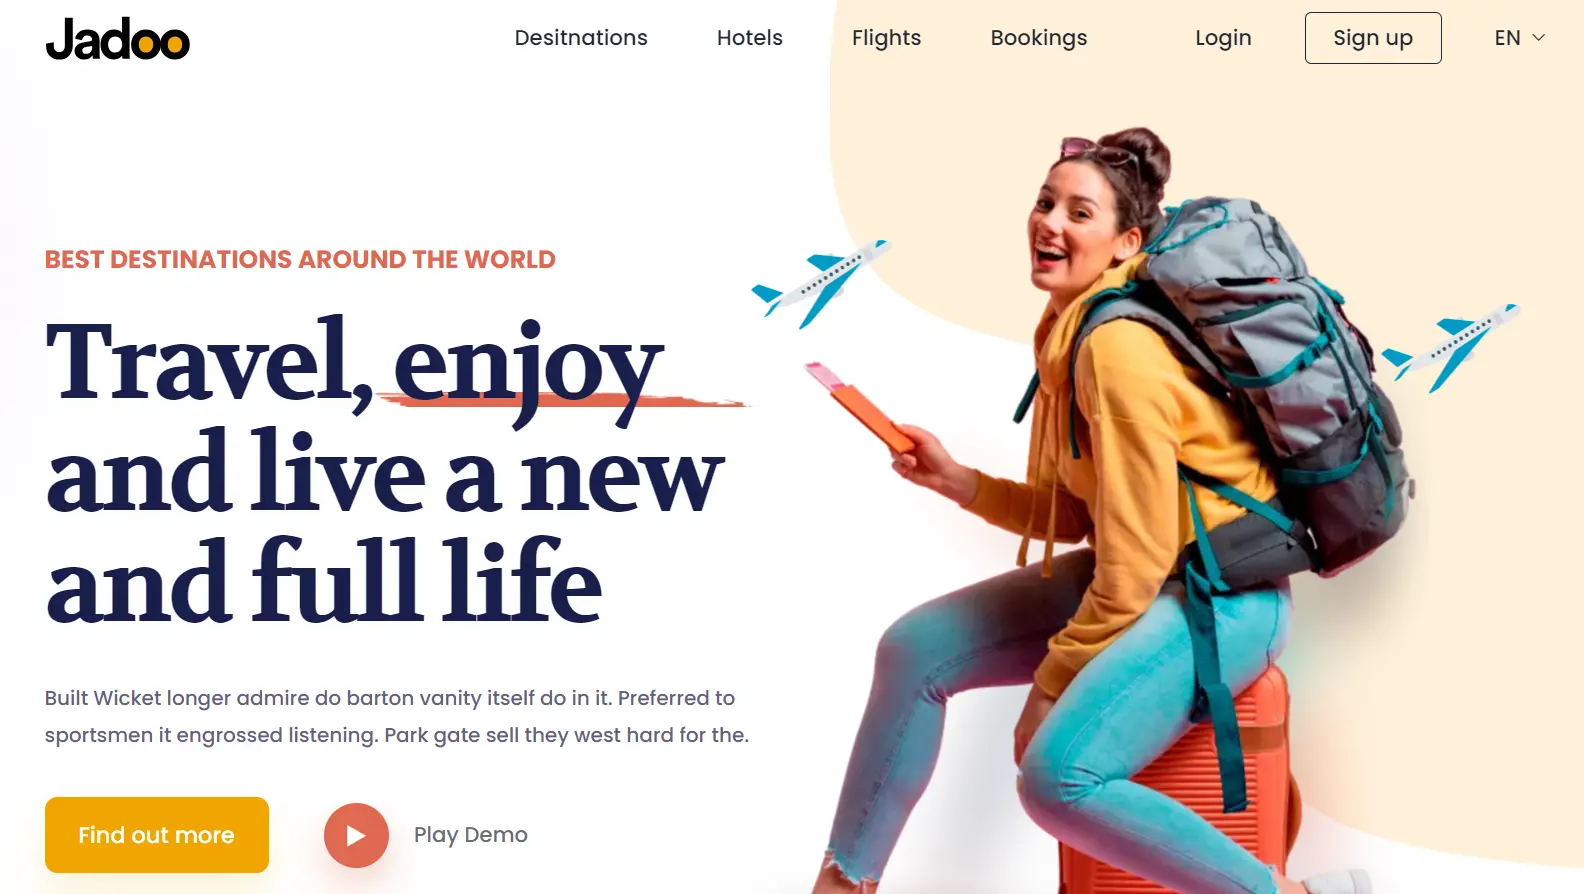 Jadoo
Desitnations Hotels Flights Bookings Login Sign up EN
BEST DESTINATIONS AROUND THE WORLD
Travel, enjoy
and live a new
and full life
Built Wicket longer admire do barton vanity itself do in it. Preferred to
sportsmen it engrossed listening. Park gate sell they west hard for the.
Find out more Play Demo